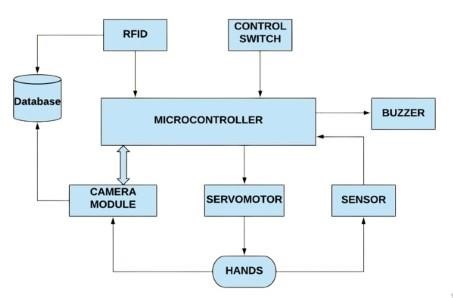 RFID
CONTROL
SWITCH
Database
MICROCONTROLLER
BUZZER
CAMERA
MODULE
SERVOMOTOR
SENSOR
HANDS